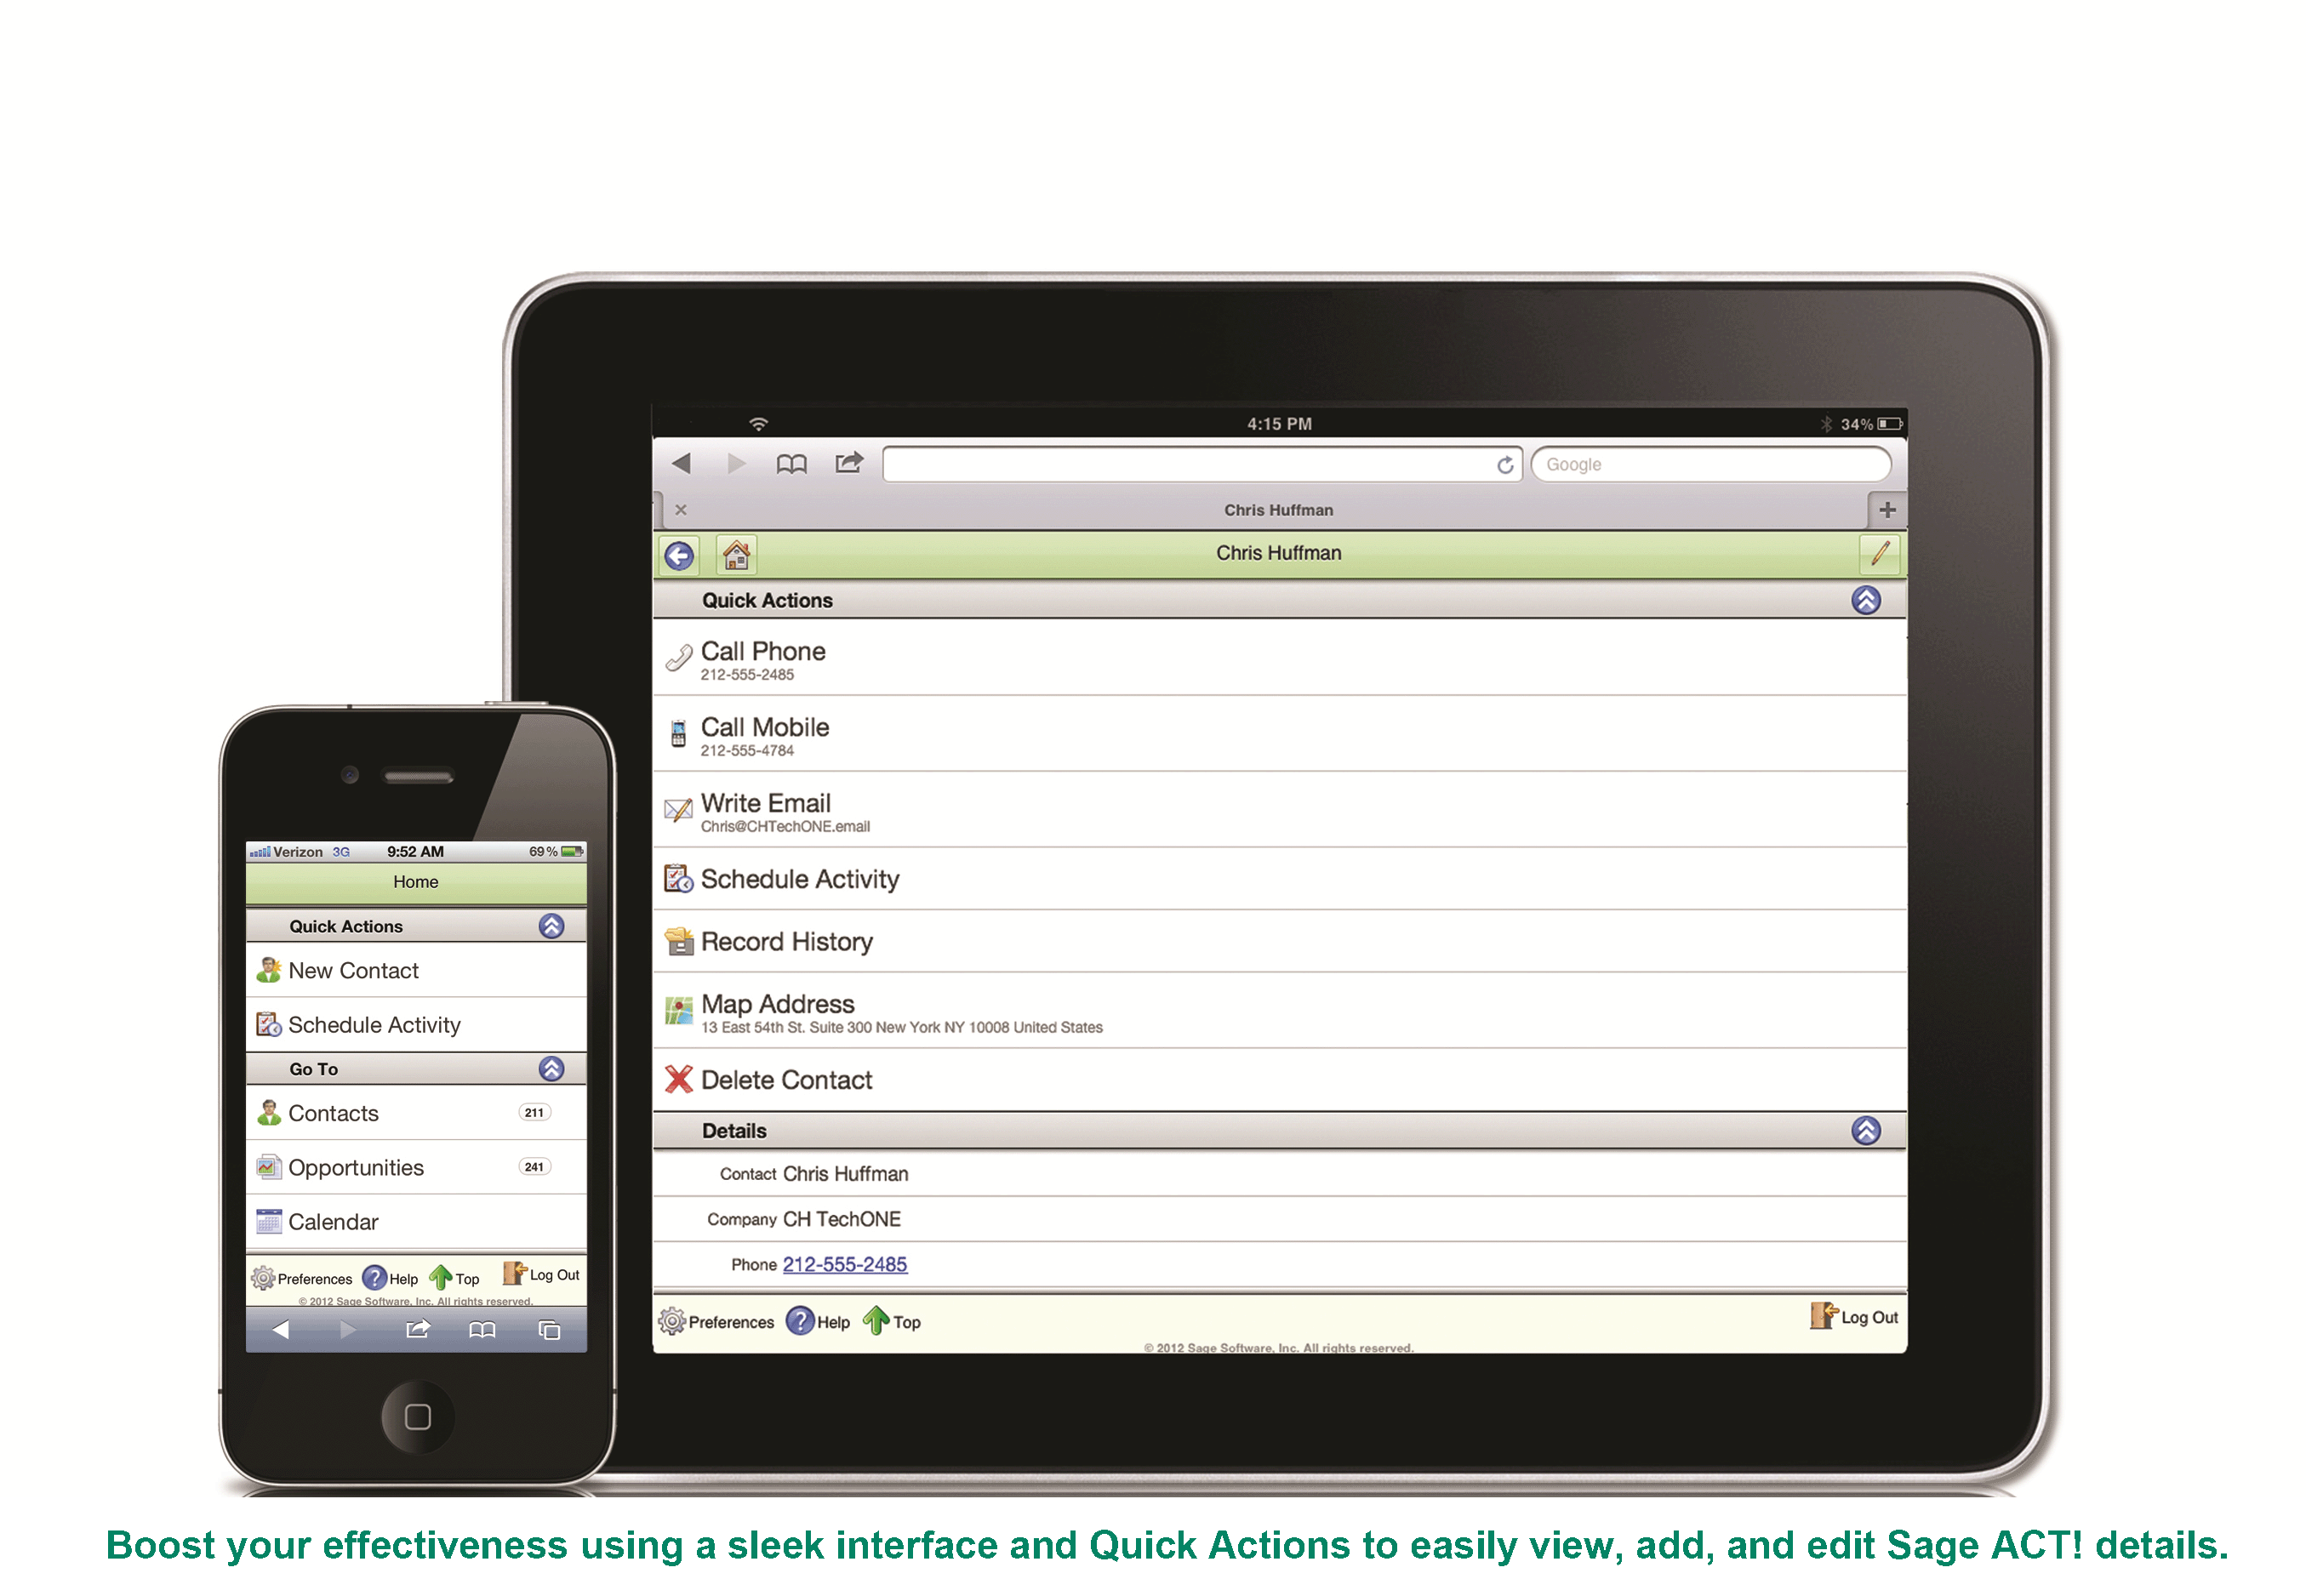 4:15 PM
34%
Google
Chris Huffman
Chris Huffman
Quick Actions
Call Phone
212-555-2485
Call Mobile
212-555-4784
Write Email
Chris@CHTechONE.email
Schedule Activity
Record History
Map Address
13 East 54th St. Suite 300 New York NY 10008 United States
Delete Contact
Details
Contact Chris Huffman
Company CH TechONE
Phone 212-555-2485
Preferences Help Top Log Out
© 2012 Sage Software, Inc. All rights reserved.
Verizon 3G 9:52 AM 69%
Home
Quick Actions
New Contact
Schedule Activity
Go To
Contacts 211
Opportunities 241
Calendar
Preferences Help Top Log Out
© 2012 Sage Software, Inc. All rights reserved.
Boost your effectiveness using a sleek interface and Quick Actions to easily view, add, and edit Sage ACT! details.